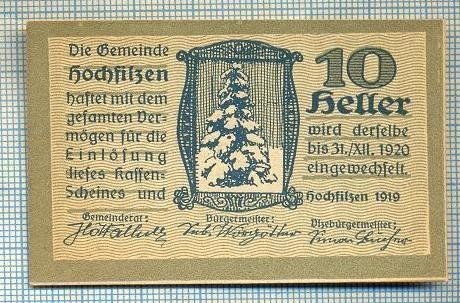 Die Gemeinde
Hochfilzen
haftet mit dem
gesamten Ver-
mögen für die
Einlösung
dieses Kassen-
Scheines und
10
Heller
wird derselbe
bis 31./XII. 1920
eingewechselt.
Hochfilzen 1919
Gemeinderat:
Bürgermeister:
Vizebürgermeister: